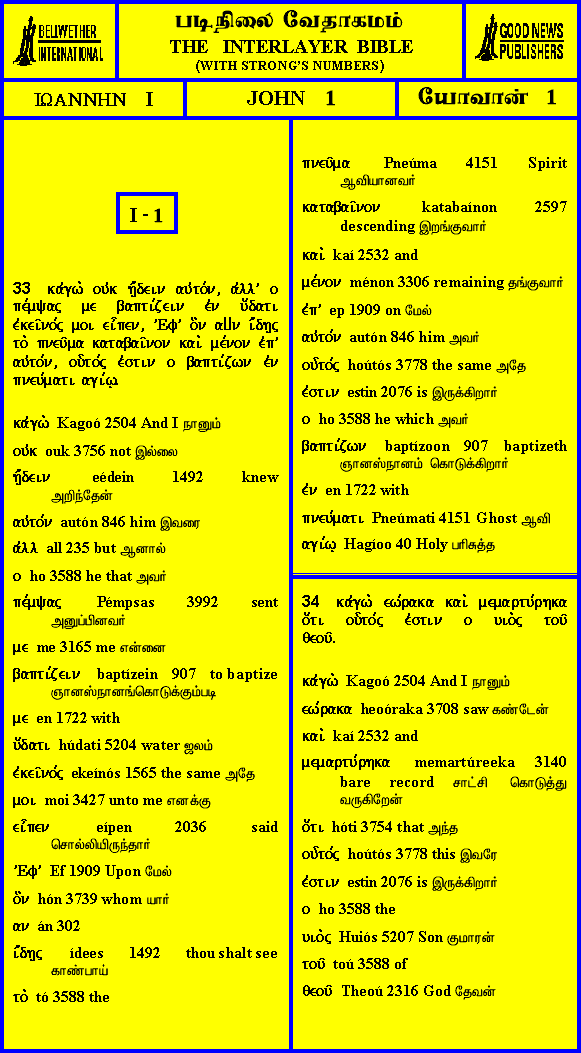 BELLWETHER
INTERNATIONAL
படிநிலை வேதாகமம்
THE INTERLAYER BIBLE
(WITH STRONG'S NUMBERS)
GOOD NEWS
PUBLISHERS
ΙΩΑΝΝΗΝ Ι
JOHN 1
யோவான் 1
I - 1
33 κάγὼ οὐκ ᾔδειν αὐτόν, ἀλλ' ο
πέμψας με βαπτίζειν ἐν ὕδατι
ἐκεῖνός μοι εἶπεν, Ἐφ' ὃν αllν ἴδῃς
τὸ πνεῦμα καταβαῖνον καὶ μένον ἐπ'
αὐτόν, οὗτός ἐστιν ο βαπτίζων ἐν
πνεύματι αγίῳ
κάγὼ Kagoó 2504 And I நானும்
οὐκ ouk 3756 not இல்லை
ᾔδειν eédein 1492 knew
அறிந்தேன்
αὐτόν autón 846 him இவரை
ἀλλ all 235 but ஆனால்
ο ho 3588 he that அவர்
πέμψας Pémpsas 3992 sent
அனுப்பினவர்
με me 3165 me என்னை
βαπτίζειν baptízein 907 to baptize
ஞானஸ்நானங்கொடுக்கும்படி
με en 1722 with
ὕδατι húdati 5204 water ஜலம்
ἐκεῖνός ekeínós 1565 the same அதே
μοι moi 3427 unto me எனக்கு
εἶπεν eípen 2036 said
சொல்லியிருந்தார்
Ἐφ' Ef 1909 Upon மேல்
ὃν hón 3739 whom யார்
αν án 302
ἴδῃς ídees 1492 thou shalt see
காண்பாய்
τὸ tó 3588 the
πνεῦμα Pneúma 4151 Spirit
ஆவியானவர்
καταβαῖνον katabaínon 2597
descending இறங்குவார்
καὶ kaí 2532 and
μένον ménon 3306 remaining தங்குவார்
ἐπ' ep 1909 on மேல்
αὐτόν autón 846 him அவர்
οὗτός hoútós 3778 the same அதே
ἐστιν estin 2076 is இருக்கிறார்
ο ho 3588 he which அவர்
βαπτίζων baptízoon 907 baptizeth
ஞானஸ்நானம் கொடுக்கிறார்
ἐν en 1722 with
πνεύματι Pneúmati 4151 Ghost ஆவி
αγίῳ Hagíoo 40 Holy பரிசுத்த
34 κάγὼ εώρακα καὶ μεμαρτύρηκα
ὅτι οὗτός ἐστιν ο υιὸς τοῦ
θεοῦ.
κάγὼ Kagoó 2504 And I நானும்
εώρακα heoóraka 3708 saw கண்டேன்
καὶ kaí 2532 and
μεμαρτύρηκα memartúreeka 3140
bare record சாட்சி கொடுத்து
வருகிறேன்
ὅτι hóti 3754 that அந்த
οὗτός hoútós 3778 this இவரே
ἐστιν estin 2076 is இருக்கிறார்
ο ho 3588 the
υιὸς Huiós 5207 Son குமாரன்
τοῦ toú 3588 of
θεοῦ Theoú 2316 God தேவன்